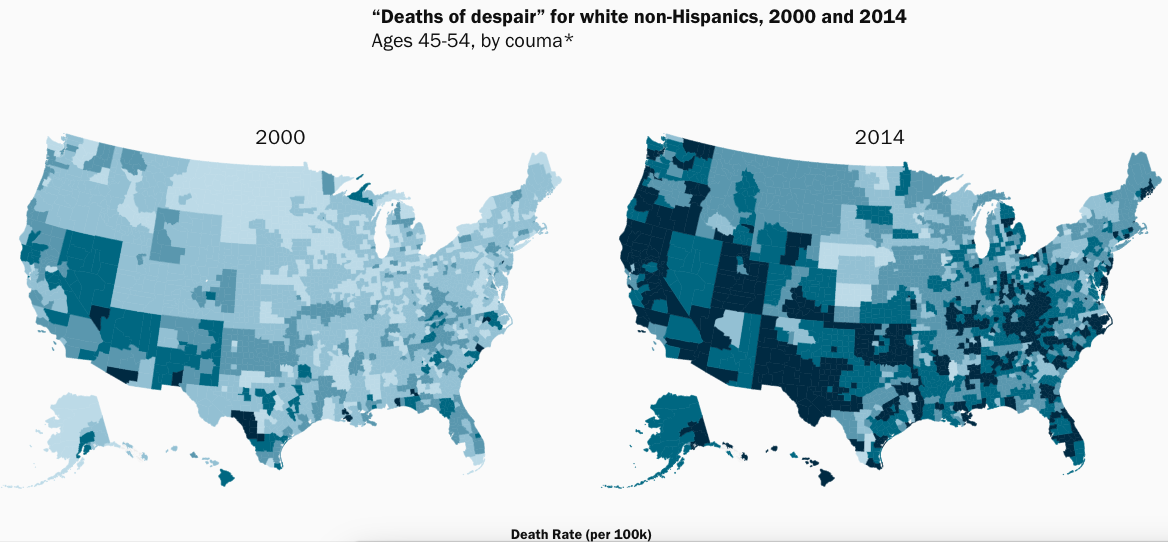 “Deaths of despair” for white non-Hispanics, 2000 and 2014
Ages 45-54, by couma*
2000
2014
Death Rate (per 100k)